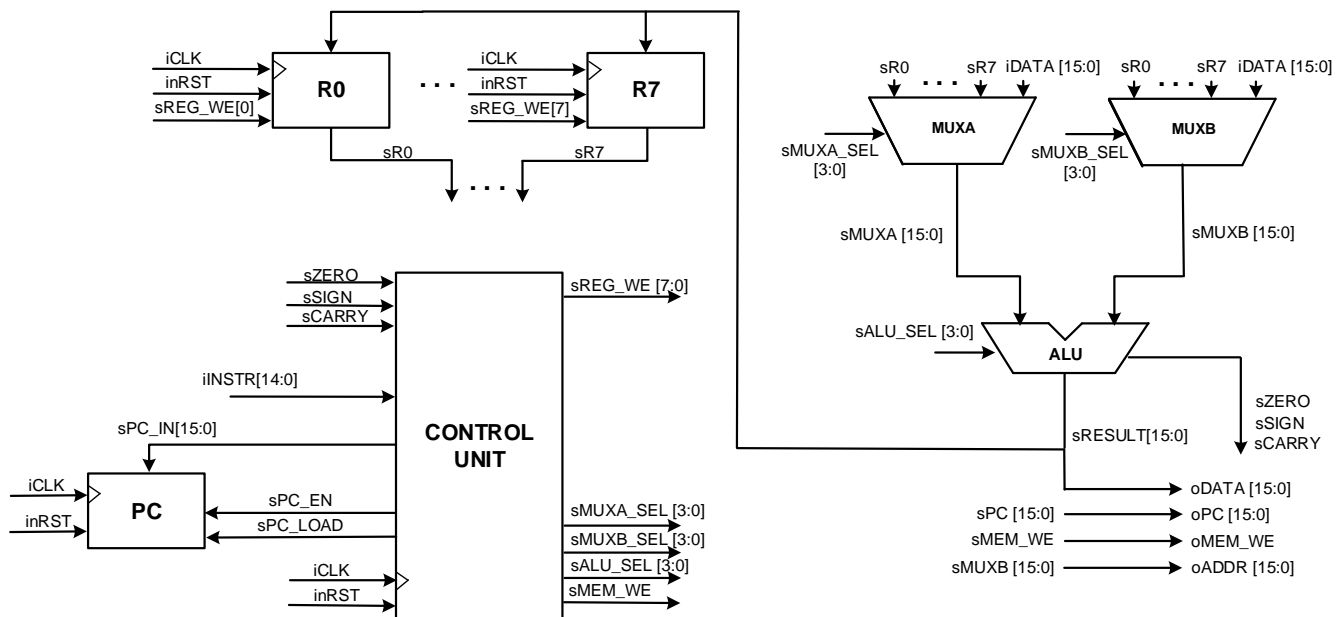 iCLK
inRST
sREG_WE[0]
R0
. . .
iCLK
inRST
sREG_WE[7]
R7
sR0
sR7
. . .
sR0 . . . sR7 iDATA [15:0]
MUXA
sMUXA_SEL
[3:0]
sMUXA [15:0]
sR0 . . . sR7 iDATA [15:0]
MUXB
sMUXB_SEL
[3:0]
sMUXB [15:0]
sALU_SEL [3:0]
ALU
sZERO
sSIGN
sCARRY
sRESULT[15:0]
oDATA [15:0]
sPC [15:0]
oPC [15:0]
sMEM_WE
oMEM_WE
sMUXB [15:0]
oADDR [15:0]
sZERO
sSIGN
sCARRY
iINSTR[14:0]
sPC_IN[15:0]
CONTROL
UNIT
sREG_WE [7:0]
iCLK
inRST
PC
sPC_EN
sPC_LOAD
iCLK
inRST
sMUXA_SEL [3:0]
sMUXB_SEL [3:0]
sALU_SEL [3:0]
sMEM_WE